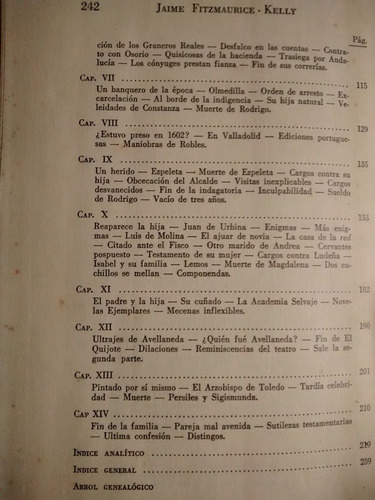 242 JAIME FITZMAURICE - KELLY
Pág.
ción de los Graneros Reales — Desfalco en las cuentas — Contra-
to con Osorio — Quisicosas de la hacienda — Trasiega por Anda-
lucía — Los cónyuges prestan fianza — Fin de sus correrías.
CAP. VII 115
Un banquero de la época — Olmedilla — Orden de arresto — Ex-
carcelación — Al borde de la indigencia — Su hija natural — Ve-
leidades de Constanza — Muerte de Rodrigo.
CAP. VIII 129
¿Estuvo preso en 1602? — En Valladolid — Ediciones portugue-
sas — Maniobras de Robles.
CAP. IX 135
Un herido — Ezpeleta — Muerte de Ezpeleta — Cargos contra su
hija — Obcecación del Alcalde — Visitas inexplicables — Cargos
desvanecidos — Fin de la indagatoria — Inculpabilidad — Sueldo
de Rodrigo — Vacío de tres años.
CAP. X 153
Reaparece la hija — Juan de Urbina — Enigmas — Más enig-
mas — Luis de Molina — El ajuar de novia — La casa de la red
— Citado ante el Fisco — Otro marido de Andrea — Cervantes
pospuesto — Testamento de su mujer — Cargos contra Ludeña —
Isabel y su familia — Lemos — Muerte de Magdalena — Dos cu-
chillos se mellan — Componendas.
CAP. XI 182
El padre y la hija — Su cuñado — La Academia Selvaje — Nove-
las Ejemplares — Mecenas inflexibles.
CAP. XII 190
Ultrajes de Avellaneda — ¿Quién fué Avellaneda? — Fin de El
Quijote — Dilaciones — Reminiscencias del teatro — Sale la se-
gunda parte.
CAP. XIII 201
Pintado por sí mismo — El Arzobispo de Toledo — Tardía celebri-
dad — Muerte — Persiles y Sigismunda.
CAP XIV 210
Fin de la familia — Pareja mal avenida — Sutilezas testamentarias
— Ultima confesión — Distingos.
INDICE ANALÍTICO 219
INDICE GENERAL 239
ARBOL GENEALÓGICO